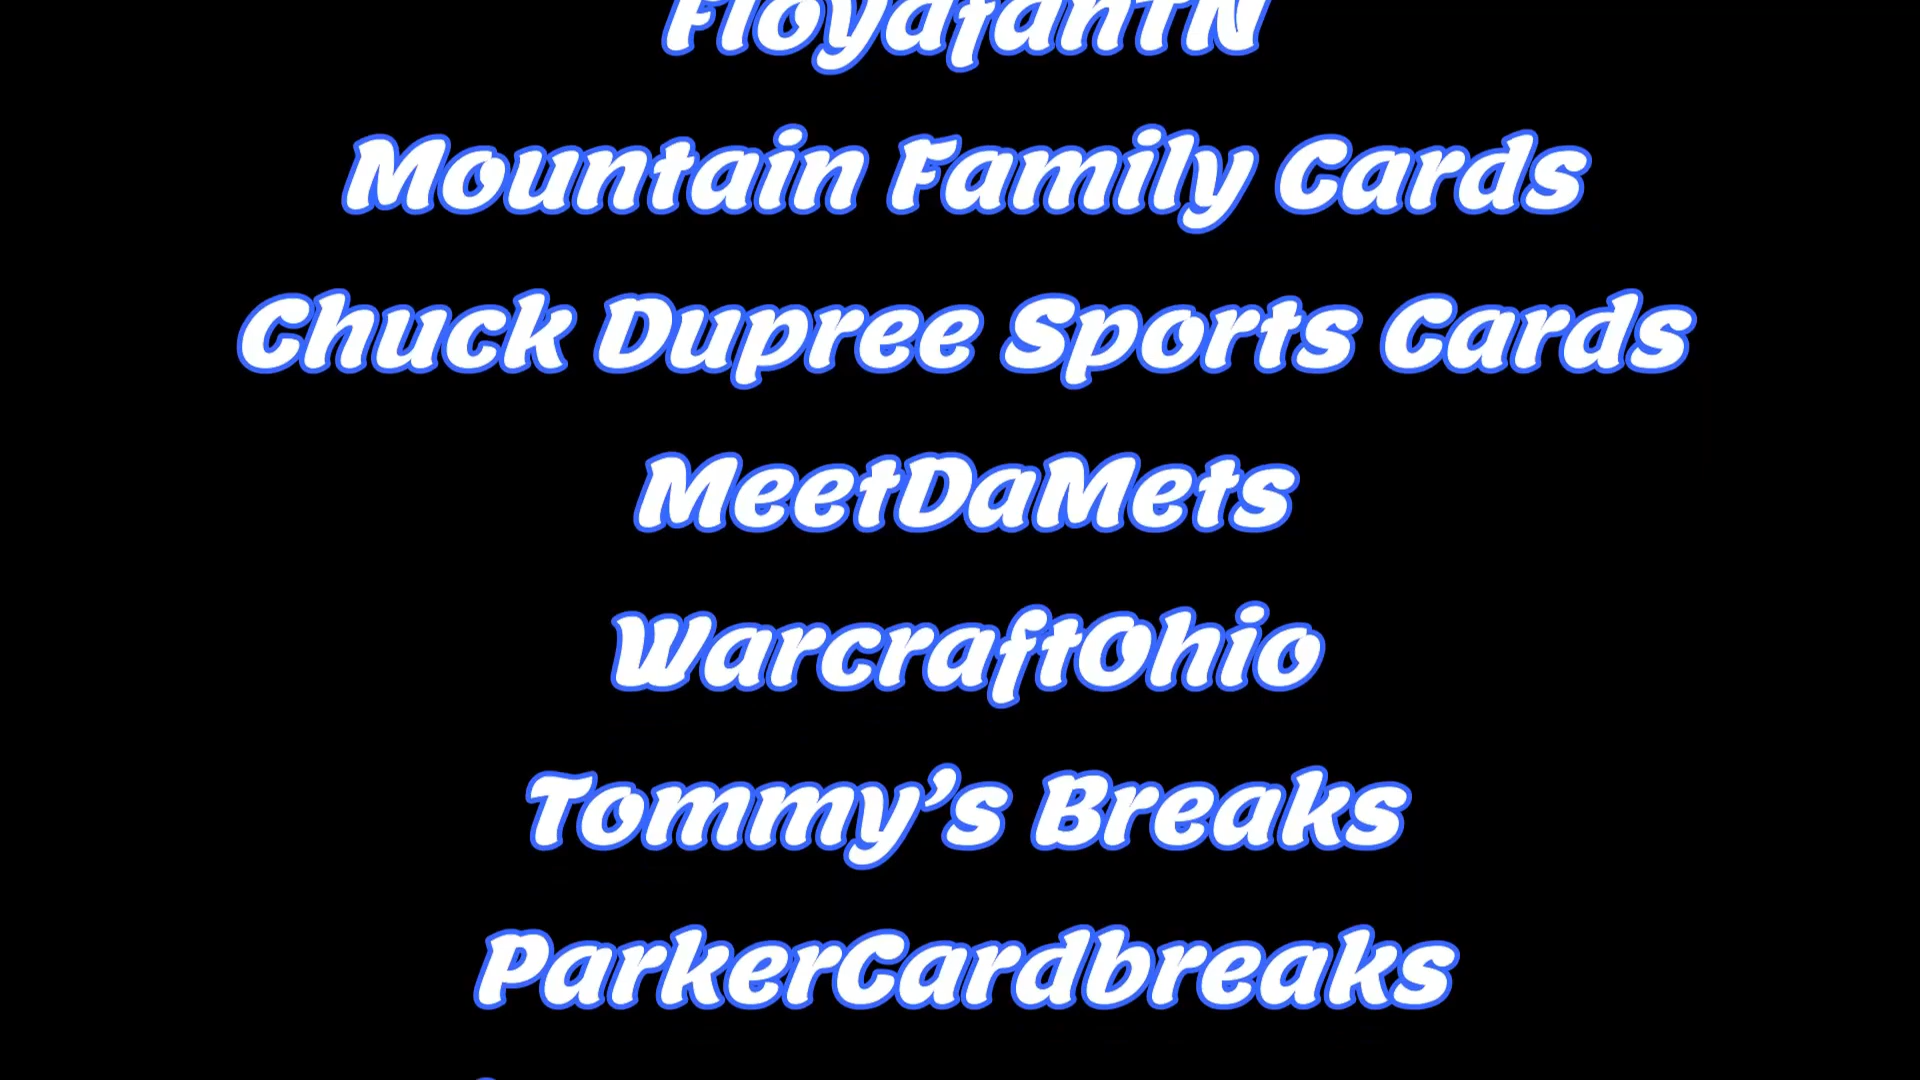 FloydfanTN
Mountain Family Cards
Chuck Dupree Sports Cards
MeetDaMets
WarcraftOhio
Tommy’s Breaks
ParkerCardbreaks